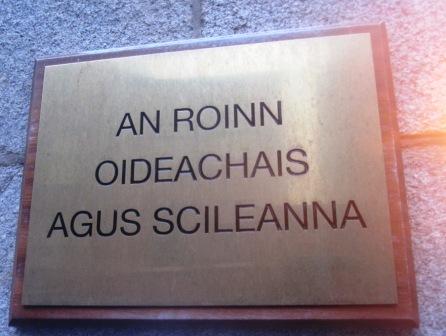 AN ROINN
OIDEACHAIS
AGUS SCILEANNA